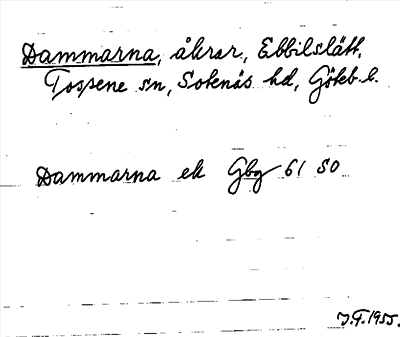 Dammarna, åkrar, Ebbilslätt,
Tossene sn, Sotenäs hd, Göteb. l.
Dammarna ek Gbg 61 SO
J.F. 1955.